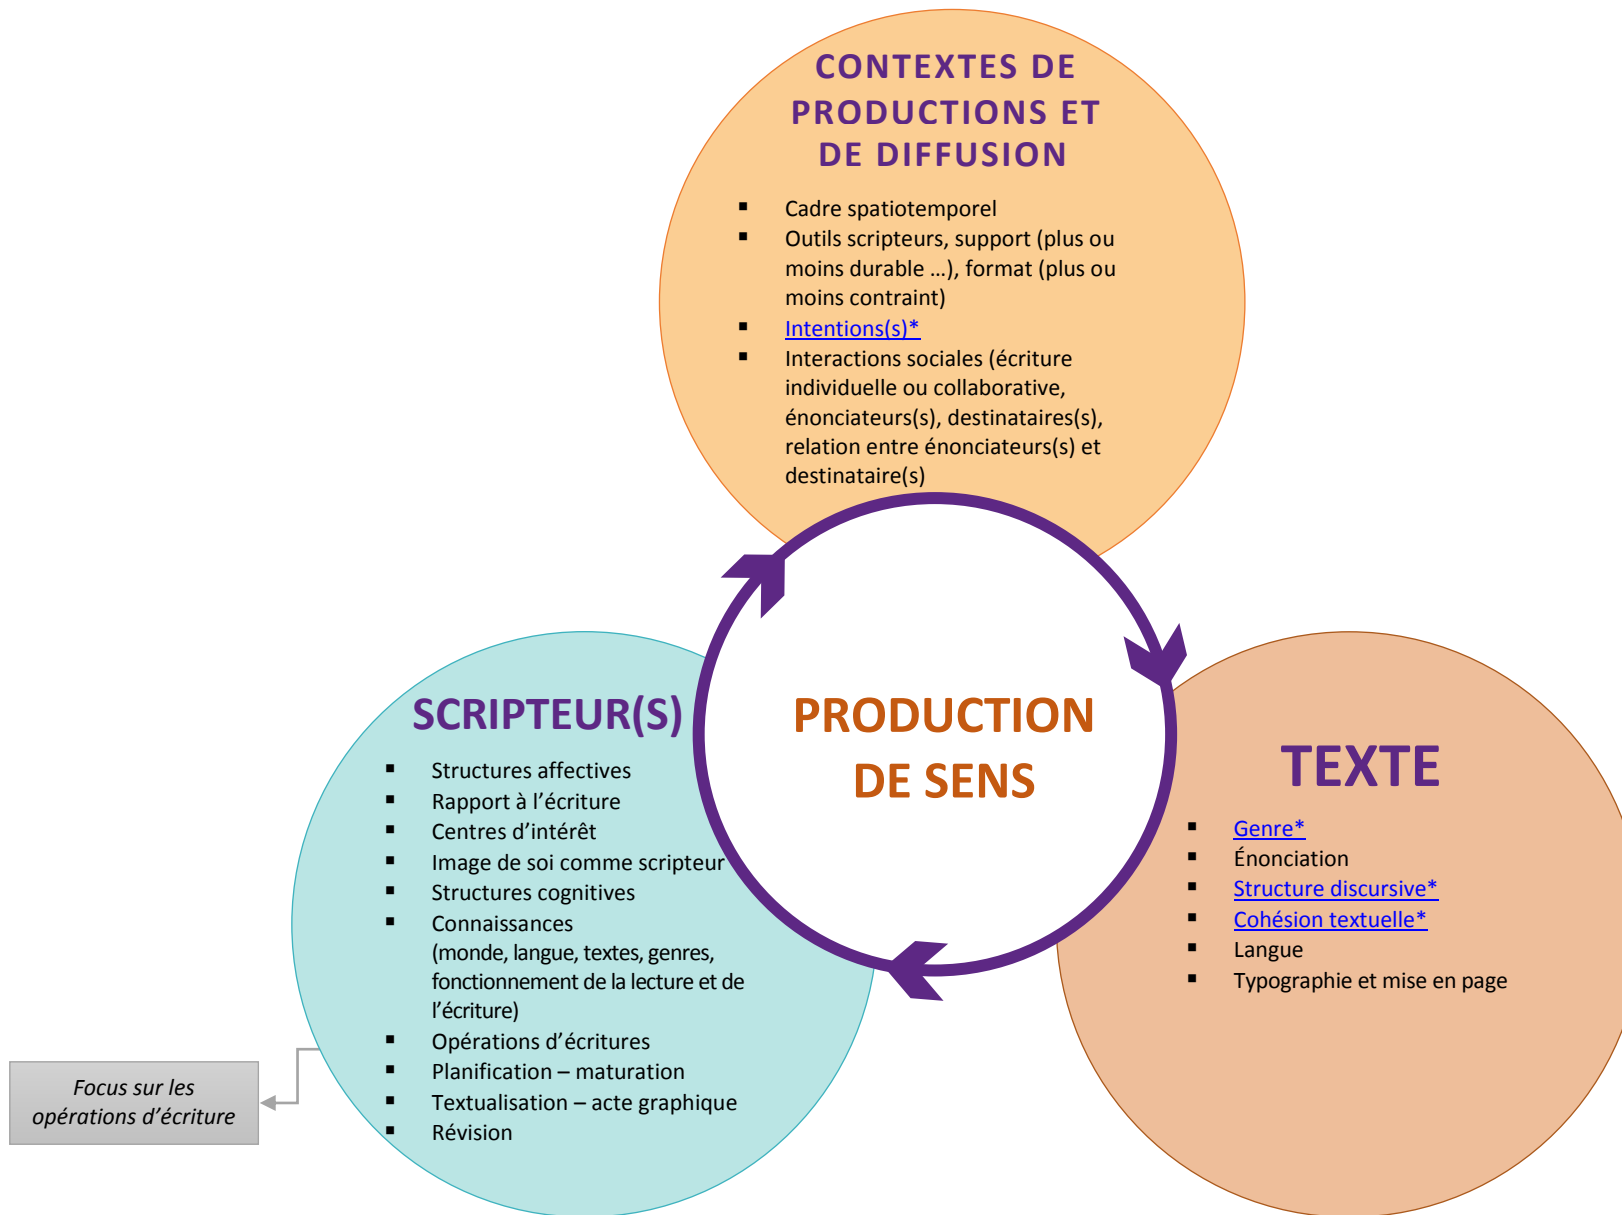 CONTEXTES DE
PRODUCTIONS ET
DE DIFFUSION
▪ Cadre spatiotemporel
▪ Outils scripteurs, support (plus ou
moins durable …), format (plus ou
moins contraint)
▪ Intentions(s)*
▪ Interactions sociales (écriture
individuelle ou collaborative,
énonciateurs(s), destinataires(s),
relation entre énonciateurs(s) et
destinataire(s)
SCRIPTEUR(S)
▪ Structures affectives
▪ Rapport à l’écriture
▪ Centres d’intérêt
▪ Image de soi comme scripteur
▪ Structures cognitives
▪ Connaissances
(monde, langue, textes, genres,
fonctionnement de la lecture et de
l’écriture)
▪ Opérations d’écritures
▪ Planification – maturation
▪ Textualisation – acte graphique
▪ Révision
Focus sur les
opérations d’écriture
PRODUCTION
DE SENS
TEXTE
▪ Genre*
▪ Énonciation
▪ Structure discursive*
▪ Cohésion textuelle*
▪ Langue
▪ Typographie et mise en page